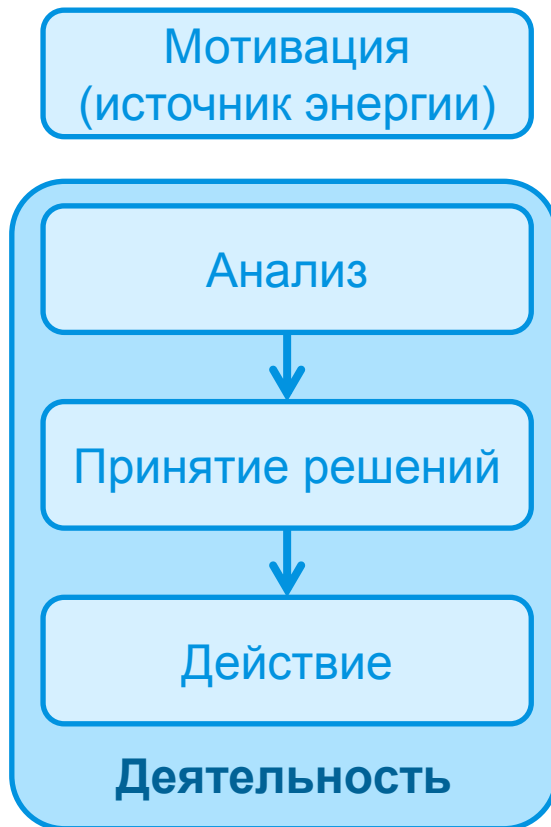 Мотивация
(источник энергии)
Анализ
Принятие решений
Действие
Деятельность